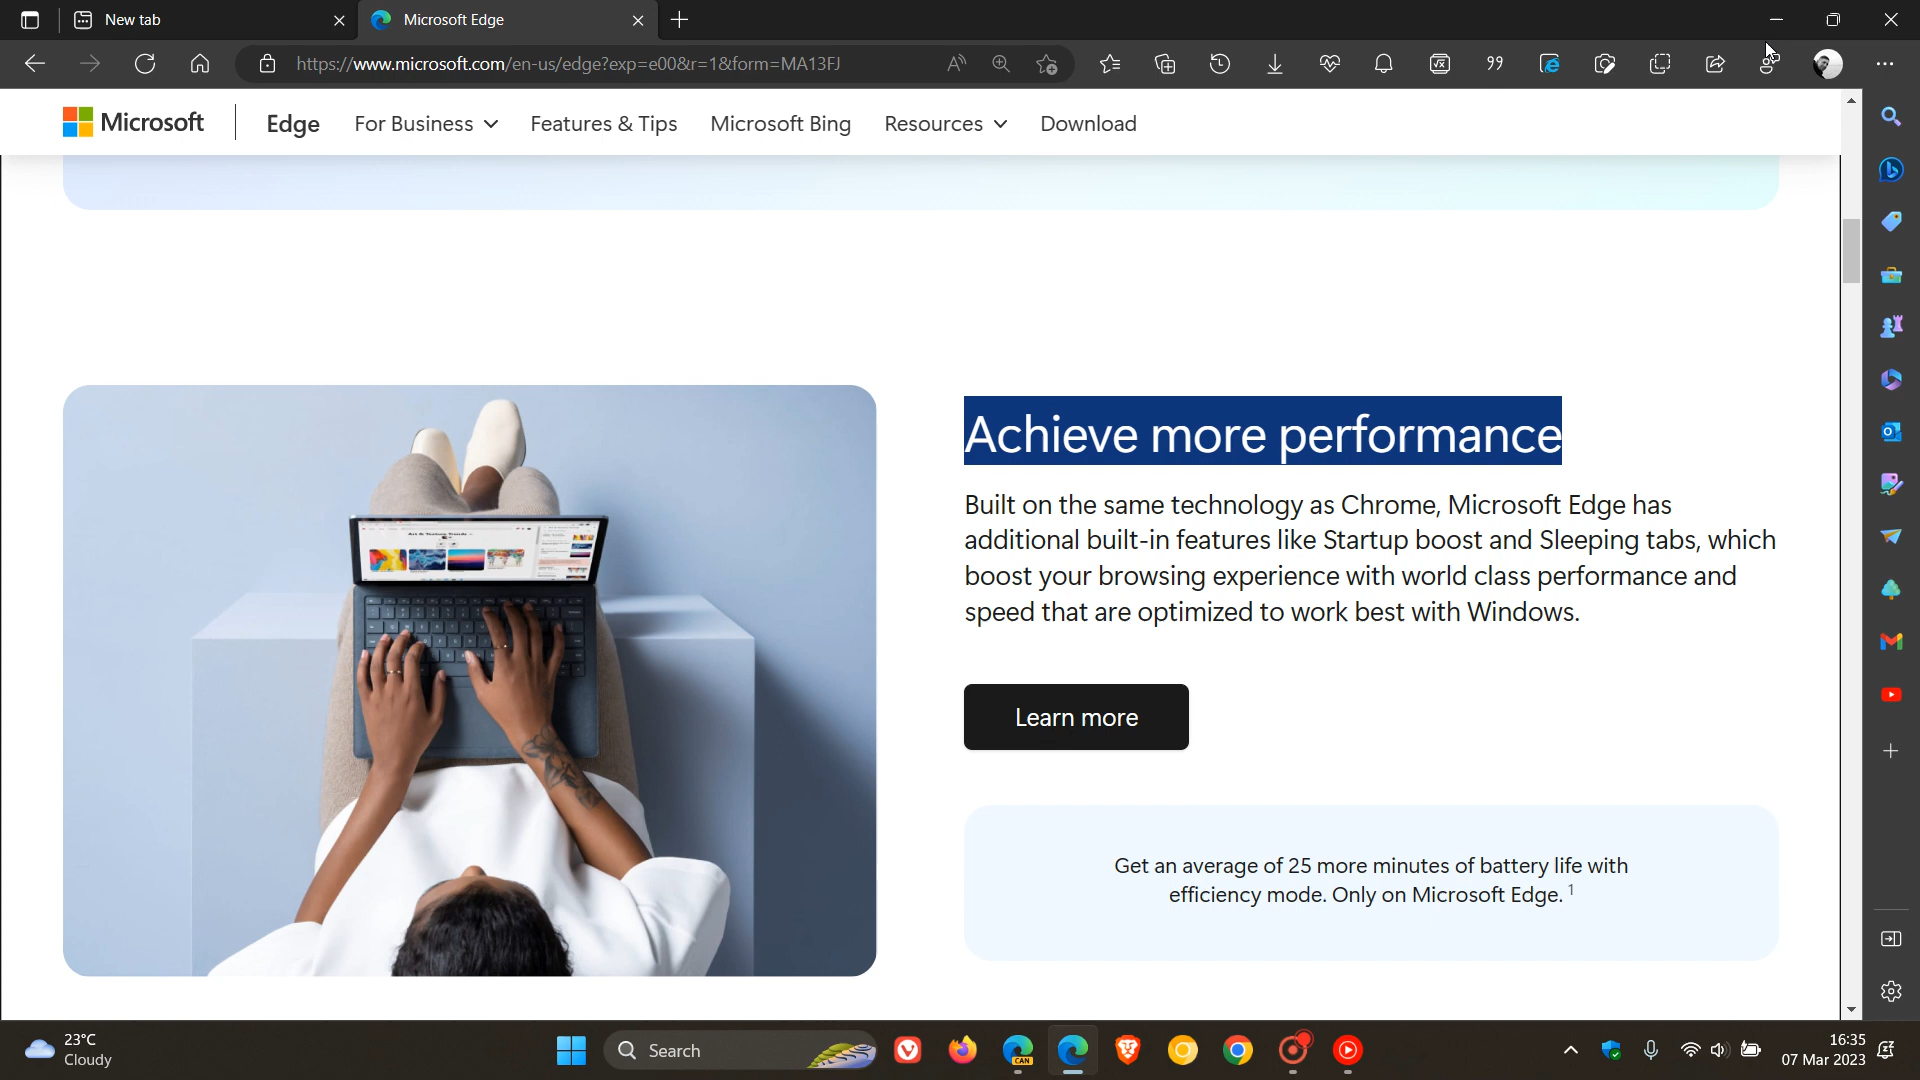 New tab
Microsoft Edge
https://www.microsoft.com/en-us/edge?exp=e00&r=1&form=MA13FJ
Microsoft
Edge
For Business
Features & Tips
Microsoft Bing
Resources
Download
Achieve more performance
Built on the same technology as Chrome, Microsoft Edge has
additional built-in features like Startup boost and Sleeping tabs, which
boost your browsing experience with world class performance and
speed that are optimized to work best with Windows.
Learn more
Get an average of 25 more minutes of battery life with
efficiency mode. Only on Microsoft Edge. 1
23°C
Cloudy
Search
CAN
16:35
07 Mar 2023